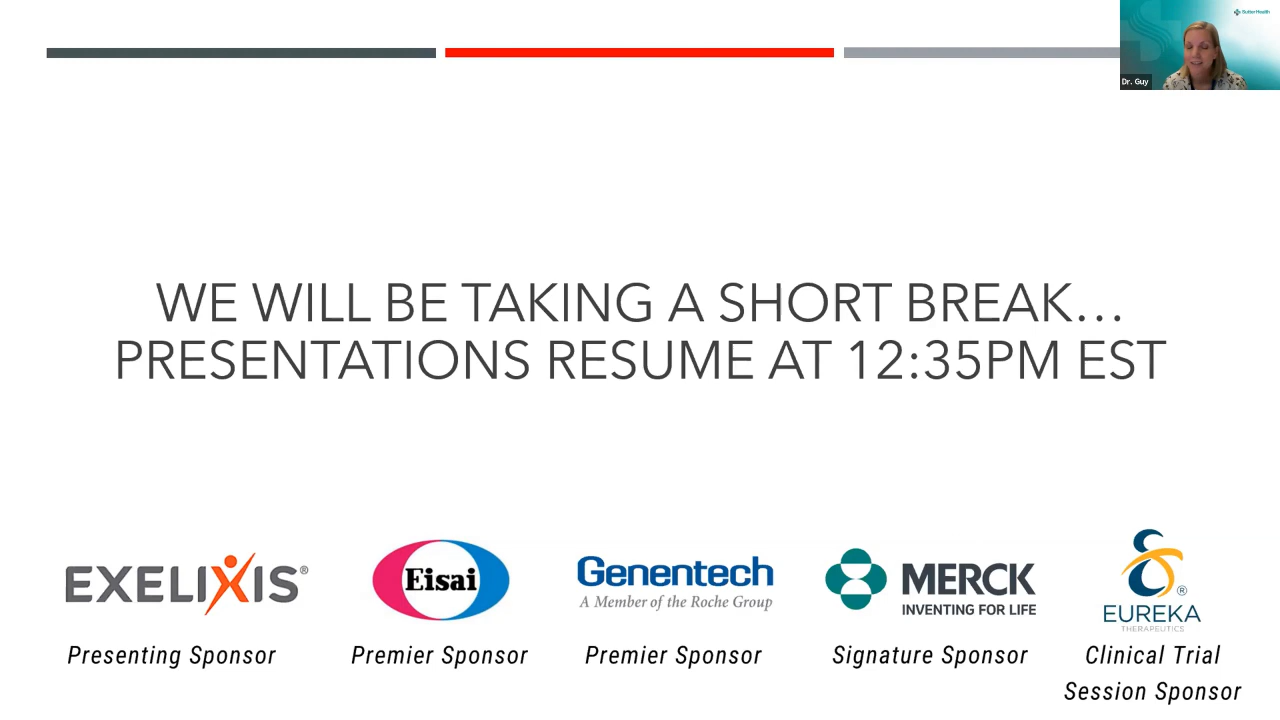 SutterHealth
Dr. Guy
WE WILL BE TAKING A SHORT BREAK...
PRESENTATIONS RESUME AT 12:35PM EST
EXELIXIS®
Eisai
Genentech
A Member of the Roche Group
MERCK
INVENTING FOR LIFE
®
EUREKA
THERAPEUTICS
Presenting Sponsor
Premier Sponsor
Premier Sponsor
Signature Sponsor
Clinical Trial
Session Sponsor